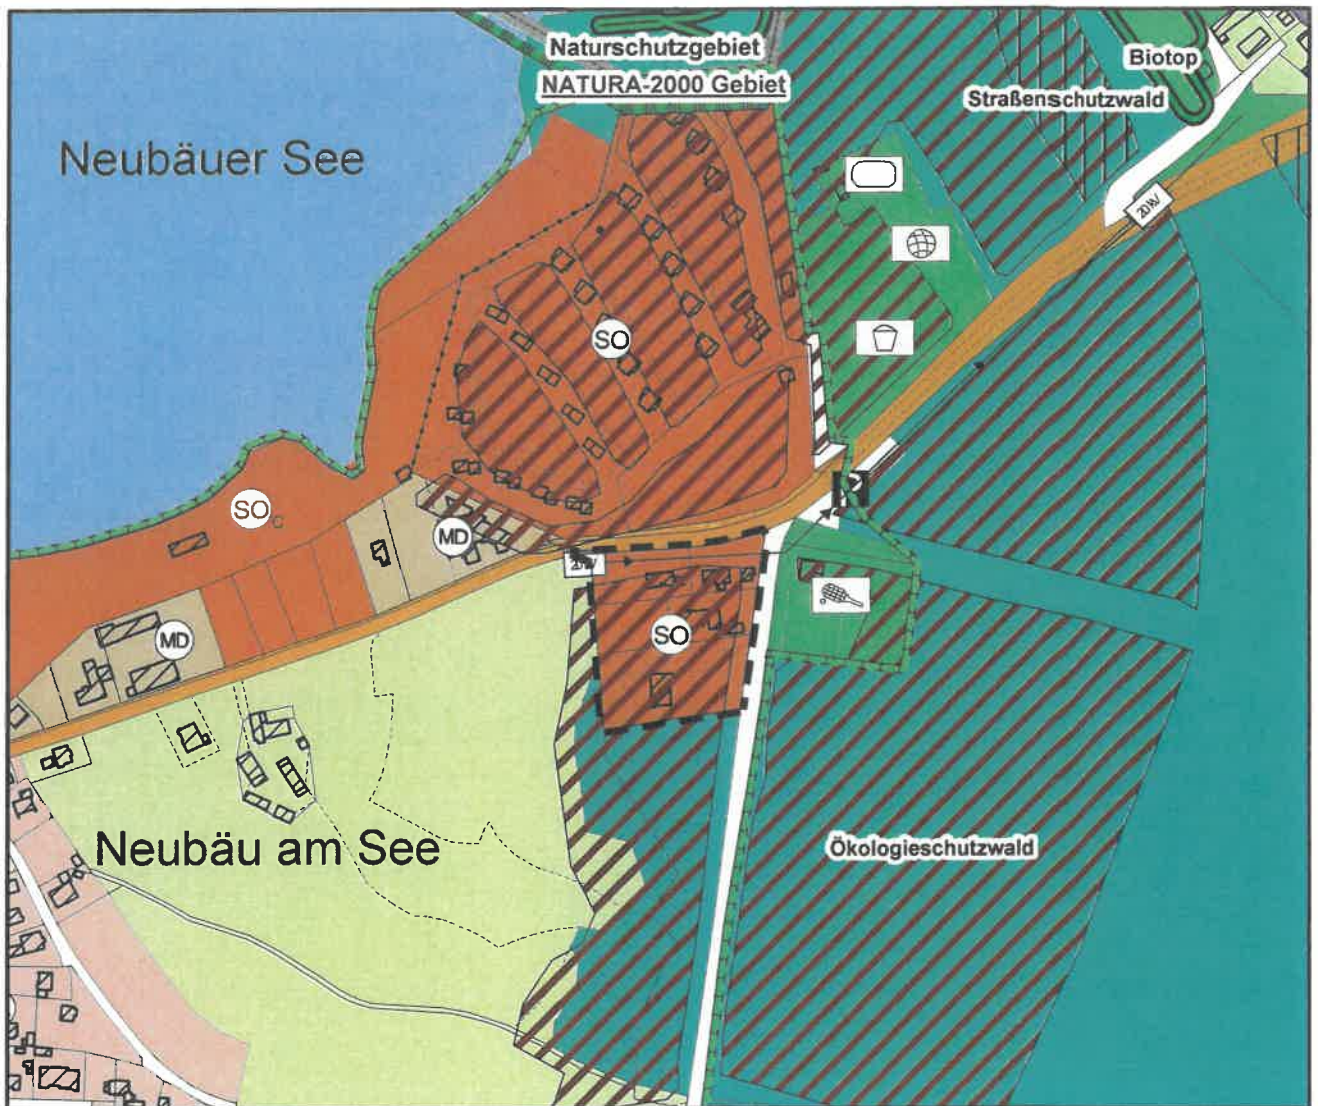 Naturschutzgebiet
NATURA-2000 Gebiet
Biotop
Straßenschutzwald
Neubäuer See
SO
SO
MD
SO
MD
Neubäu am See
Ökologieschutzwald